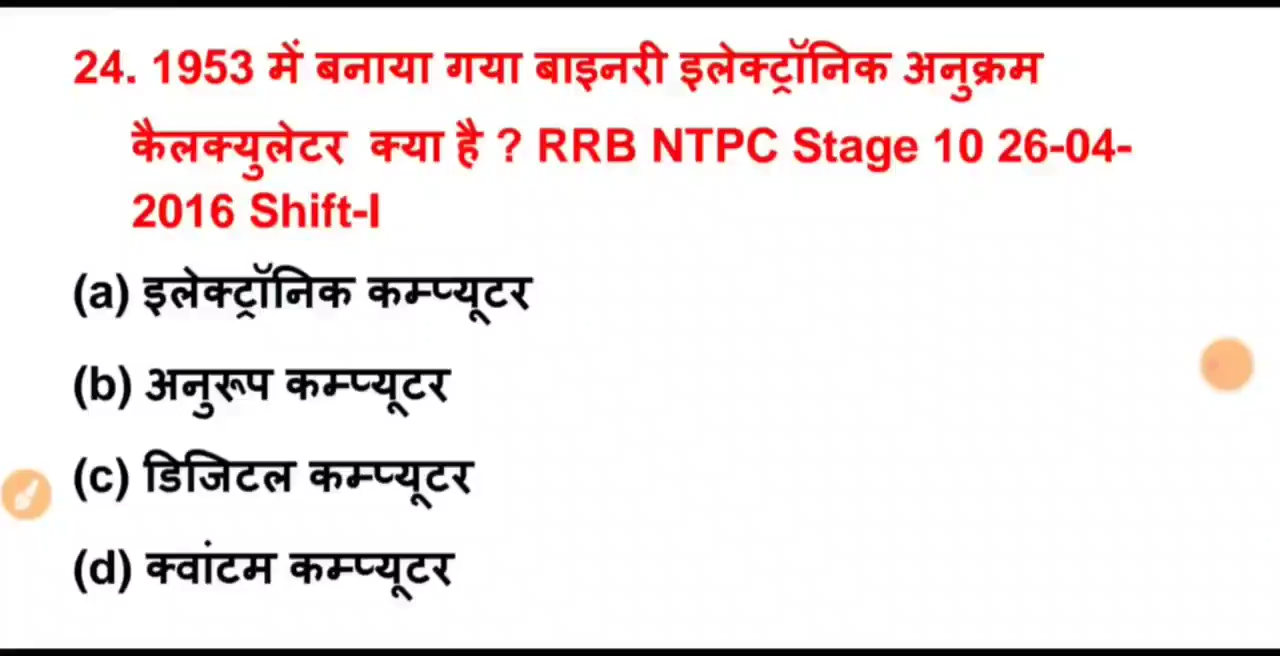 24. 1953 में बनाया गया बाइनरी इलेक्ट्रॉनिक अनुक्रम
कैलक्युलेटर क्या है ? RRB NTPC Stage 10 26-04-
2016 Shift-I
(a) इलेक्ट्रॉनिक कम्प्यूटर
(b) अनुरूप कम्प्यूटर
(c) डिजिटल कम्प्यूटर
(d) क्वांटम कम्प्यूटर